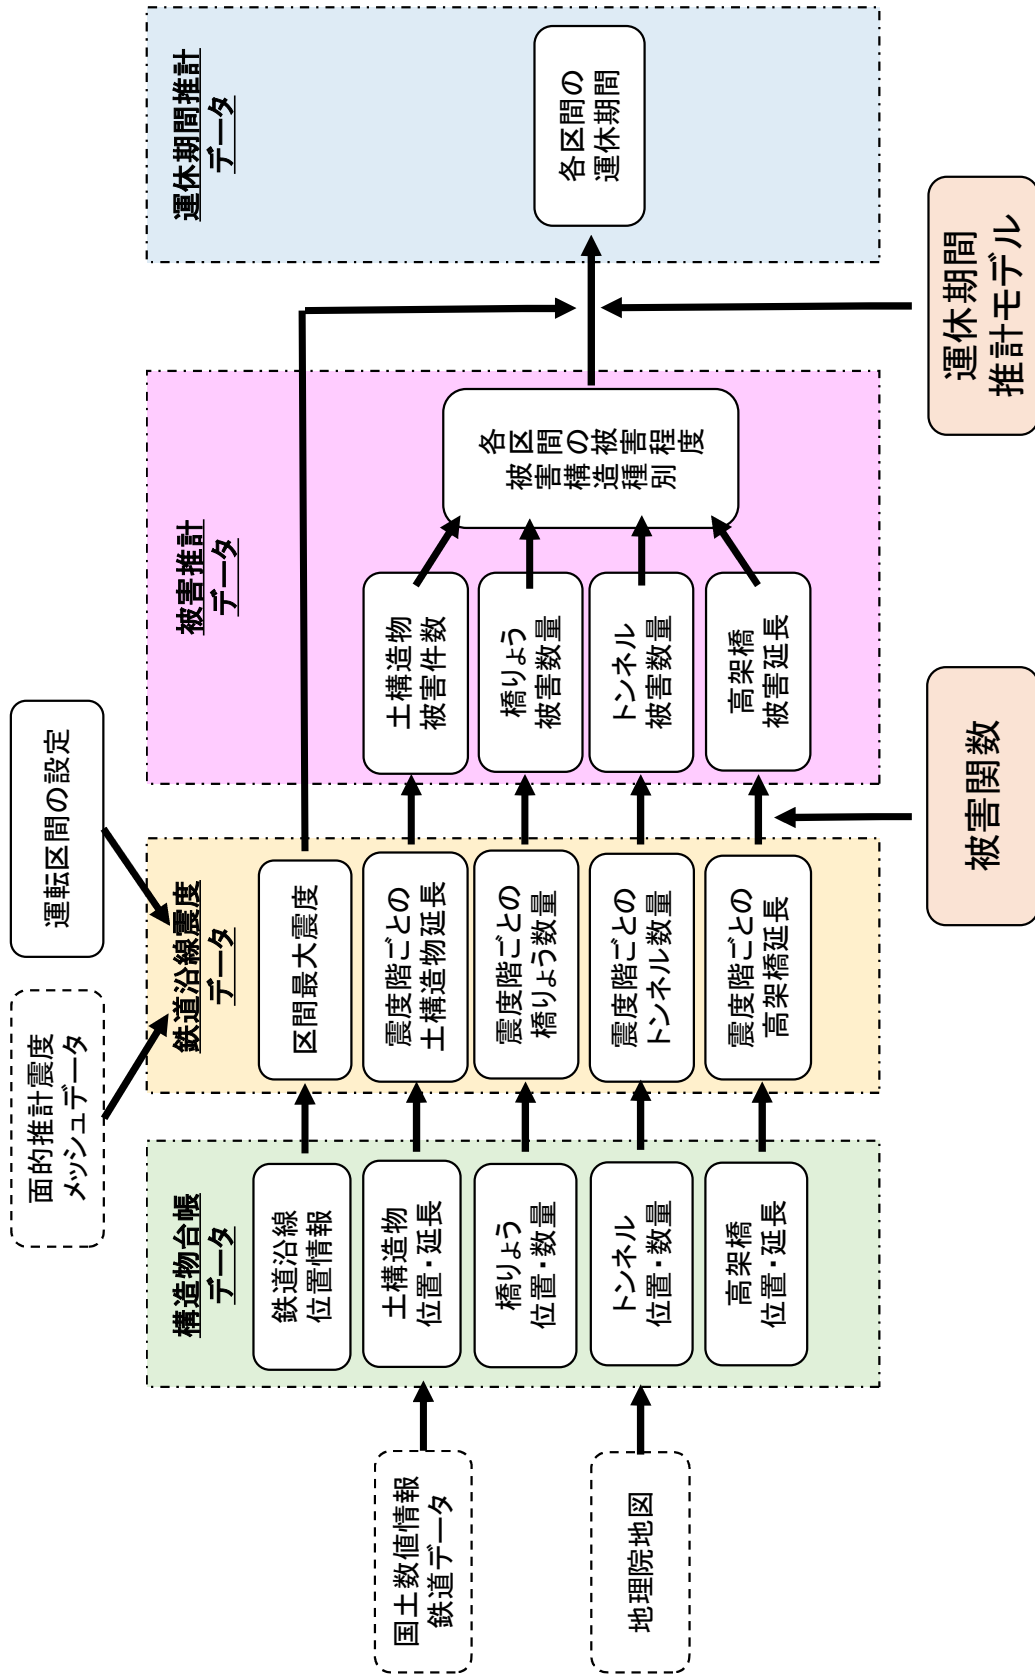 面的推計震度
メッシュデータ
運転区間の設定
国土数値情報
鉄道データ
地理院地図
構造物台帳
データ
鉄道沿線
位置情報
土構造物
位置・延長
橋りょう
位置・数量
トンネル
位置・数量
高架橋
位置・延長
鉄道沿線震度
データ
区間最大震度
震度階ごとの
土構造物延長
震度階ごとの
橋りょう数量
震度階ごとの
トンネル数量
震度階ごとの
高架橋延長
被害推計
データ
土構造物
被害件数
橋りょう
被害数量
トンネル
被害数量
高架橋
被害延長
各区間の被害程度
被害構造種別
運休期間推計
データ
各区間の
運休期間
被害関数
運休期間
推計モデル